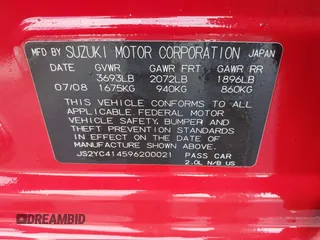 MFD BY SUZUKI MOTOR CORPORATION JAPAN
DATE GVWR GAWR FRT GAWR RR
3693LB 2072LB 1896LB
07/08 1675KG 940KG 860KG
THIS VEHICLE CONFORMS TO ALL
APPLICABLE FEDERAL MOTOR
VEHICLE SAFETY, BUMPER, AND
THEFT PREVENTION STANDARDS
IN EFFECT ON THE DATE OF
MANUFACTURE SHOWN ABOVE.
JS2YC414596200021 PASS CAR
2.0L N/B US
DREAMBID